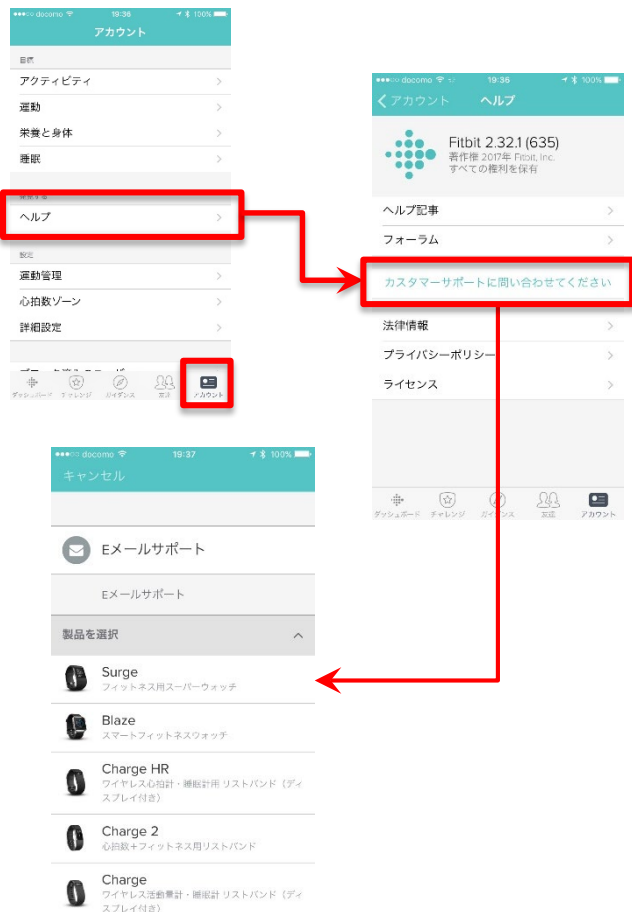 docomo 19:36 100%
アカウント
目標
アクティビティ
運動
栄養と身体
睡眠
ヘルプ
設定
運動管理
心拍数ゾーン
詳細設定
ダッシュボード チャレンジ ガイダンス 友達 アカウント
docomo 19:36 100%
アカウント ヘルプ
Fitbit 2.32.1 (635)
著作権 2017年 Fitbit, Inc.
すべての権利を保有
ヘルプ記事
フォーラム
カスタマーサポートに問い合わせてください
法律情報
プライバシーポリシー
ライセンス
ダッシュボード チャレンジ ガイダンス 友達 アカウント
docomo 19:37 100%
キャンセル
Eメールサポート
Eメールサポート
製品を選択
Surge
フィットネス用スーパーウォッチ
Blaze
スマートフィットネスウォッチ
Charge HR
ワイヤレス心拍計・睡眠計用 リストバンド（ディ
スプレイ付き）
Charge 2
心拍数+フィットネス用リストバンド
Charge
ワイヤレス活動量計・睡眠計 リストバンド（ディ
スプレイ付き）